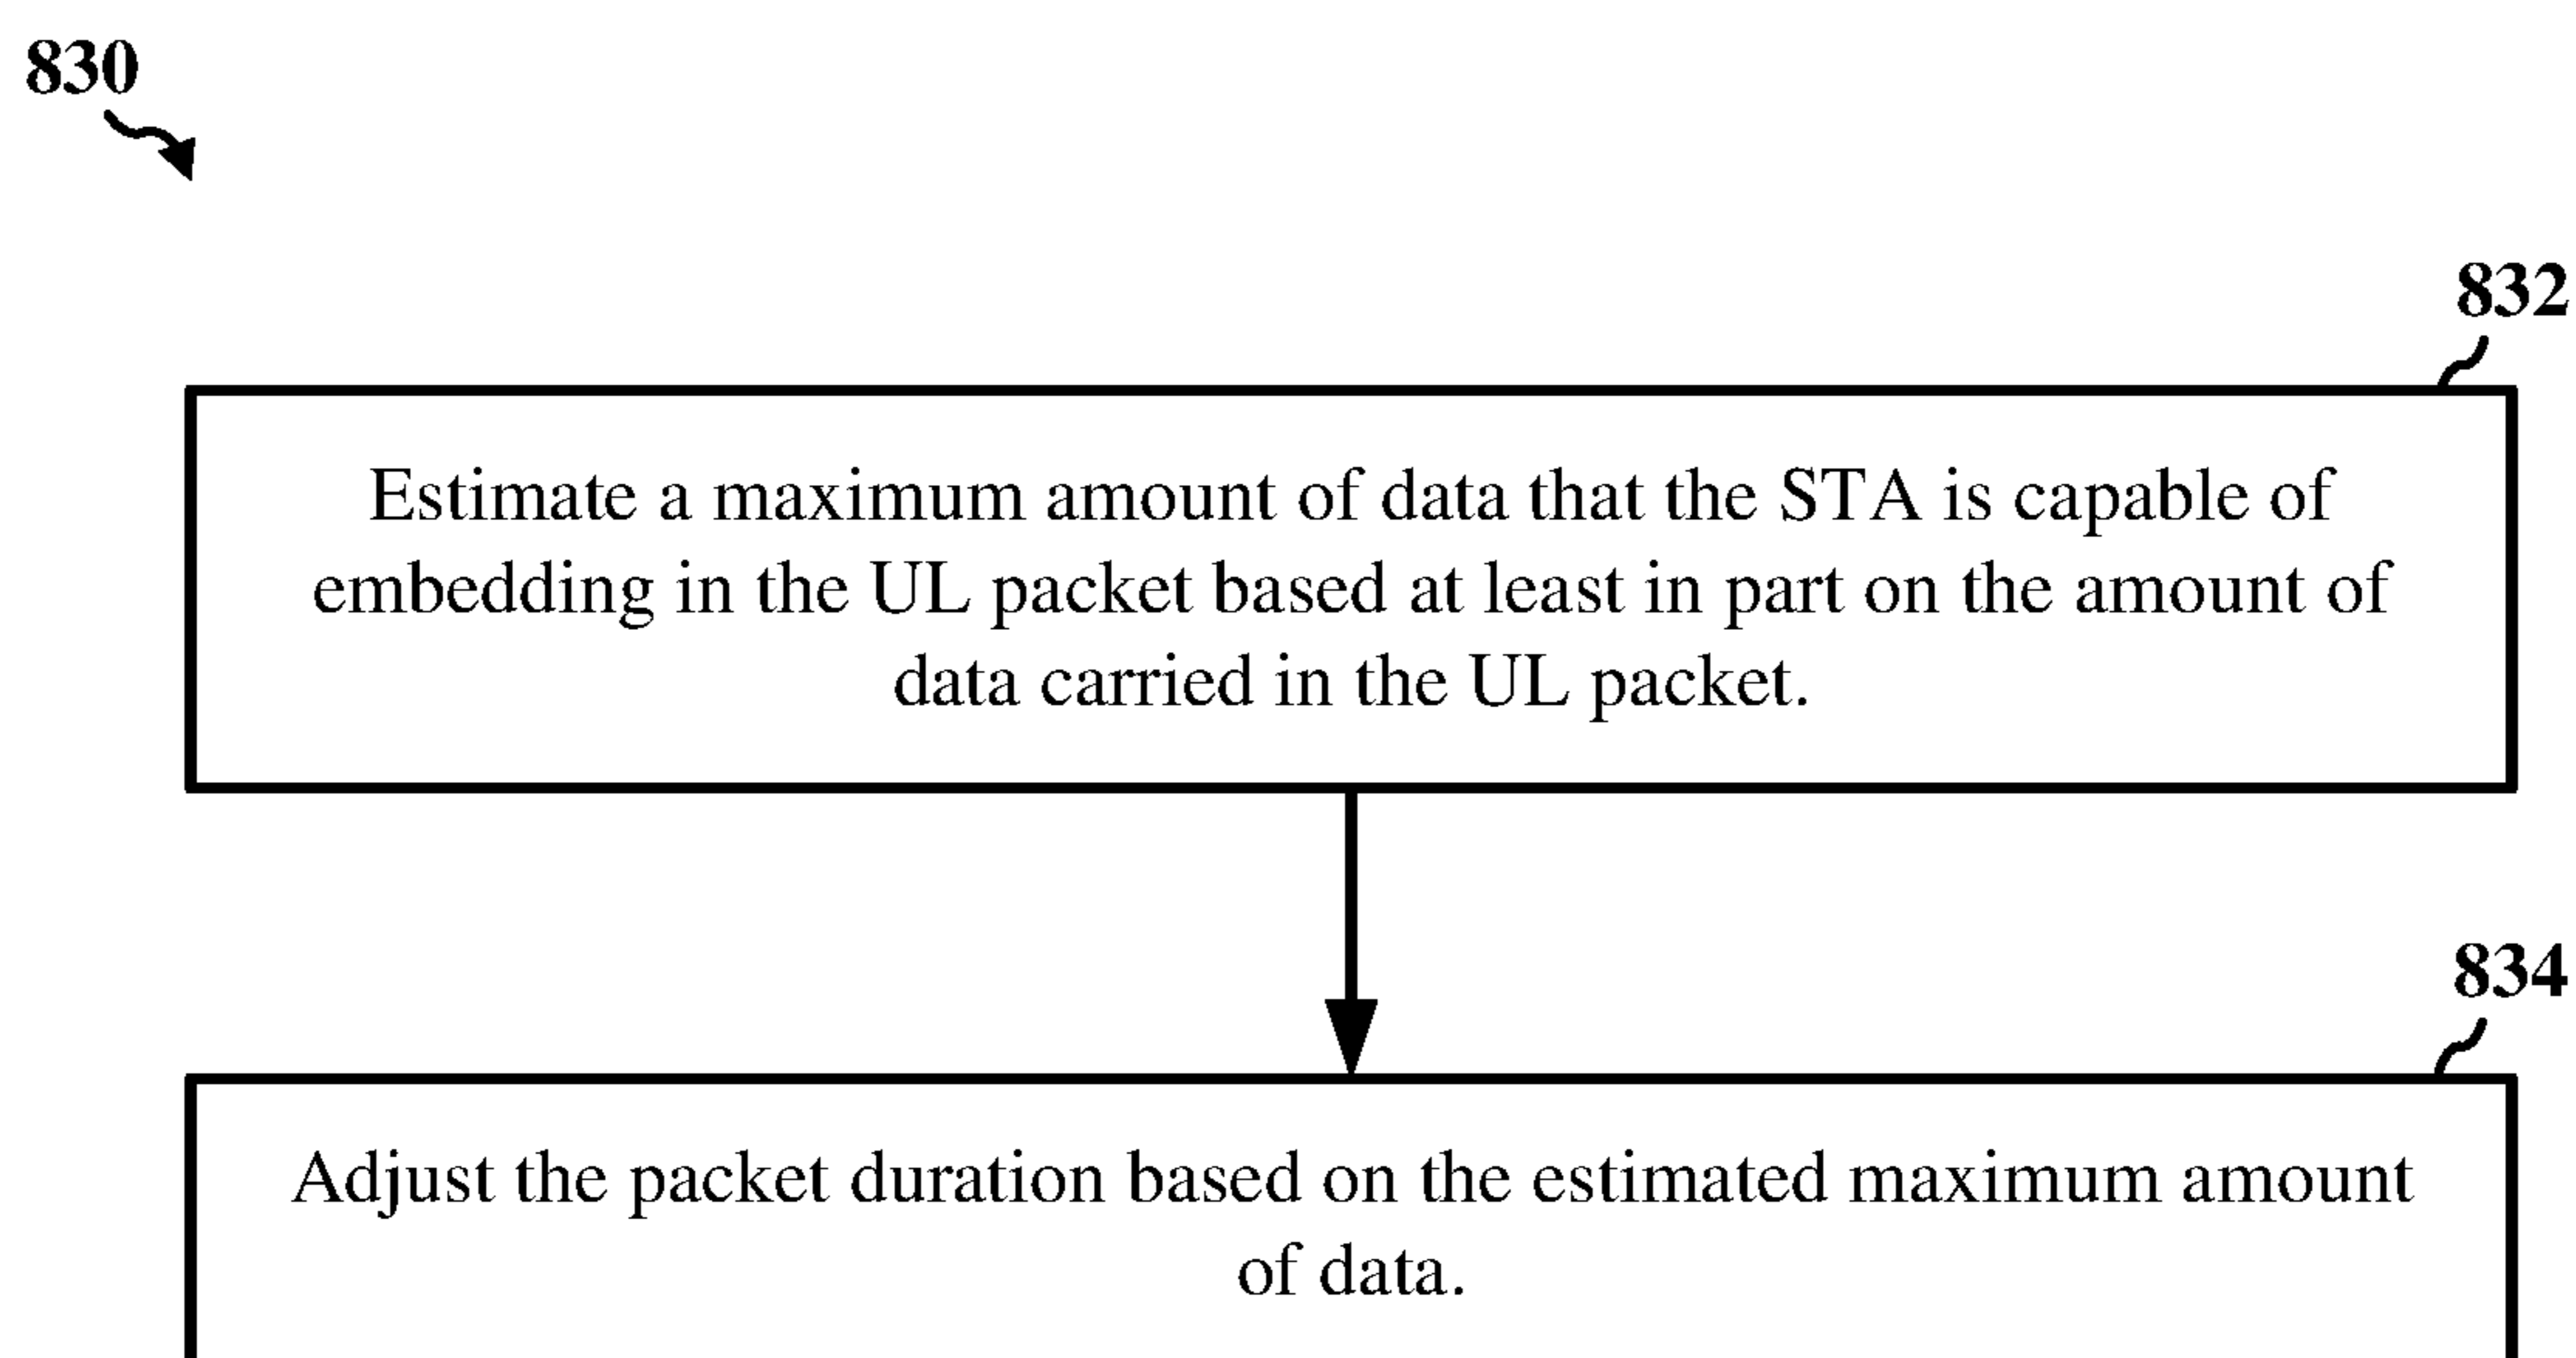 830
832
Estimate a maximum amount of data that the STA is capable of
embedding in the UL packet based at least in part on the amount of
data carried in the UL packet.
834
Adjust the packet duration based on the estimated maximum amount
of data.